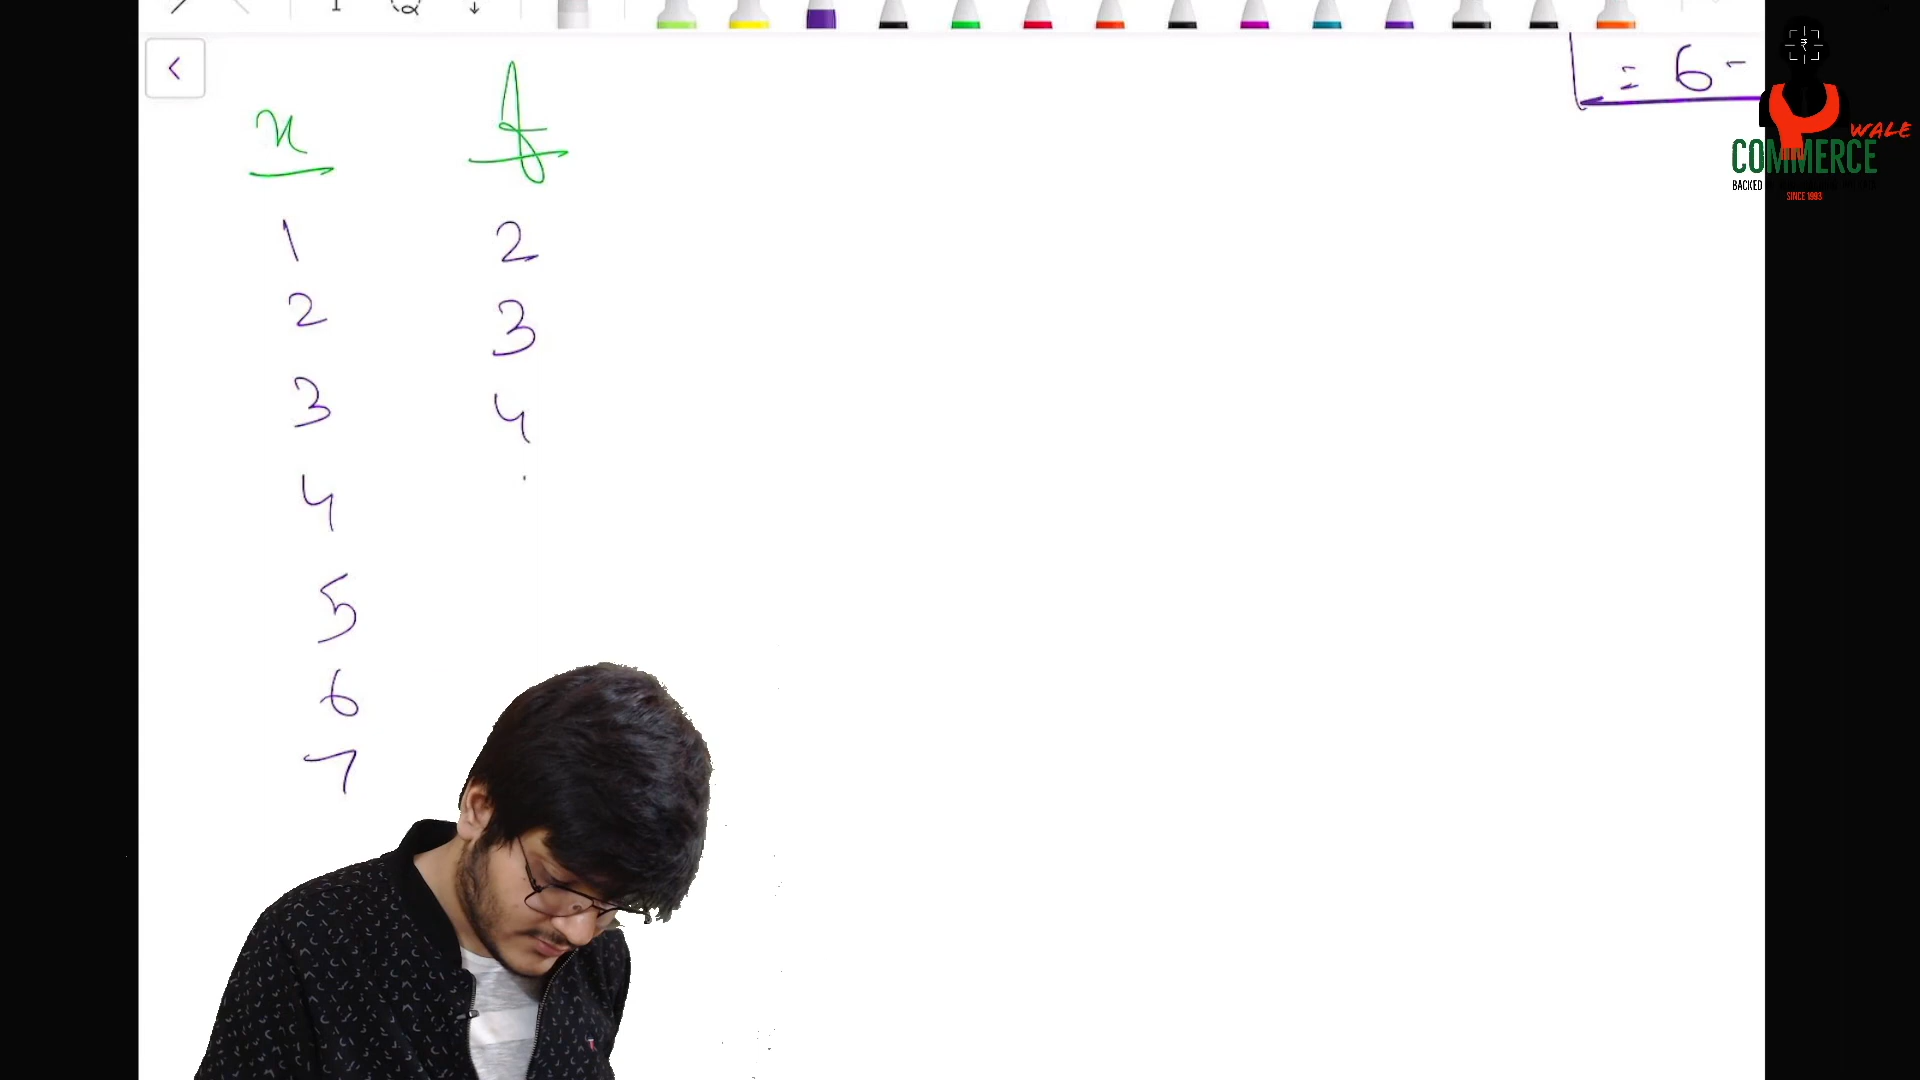 = 6 -
x f
1 2
2 3
3 4
4
5
6
7
WALE
COMMERCE
BACKED
SINCE 1993